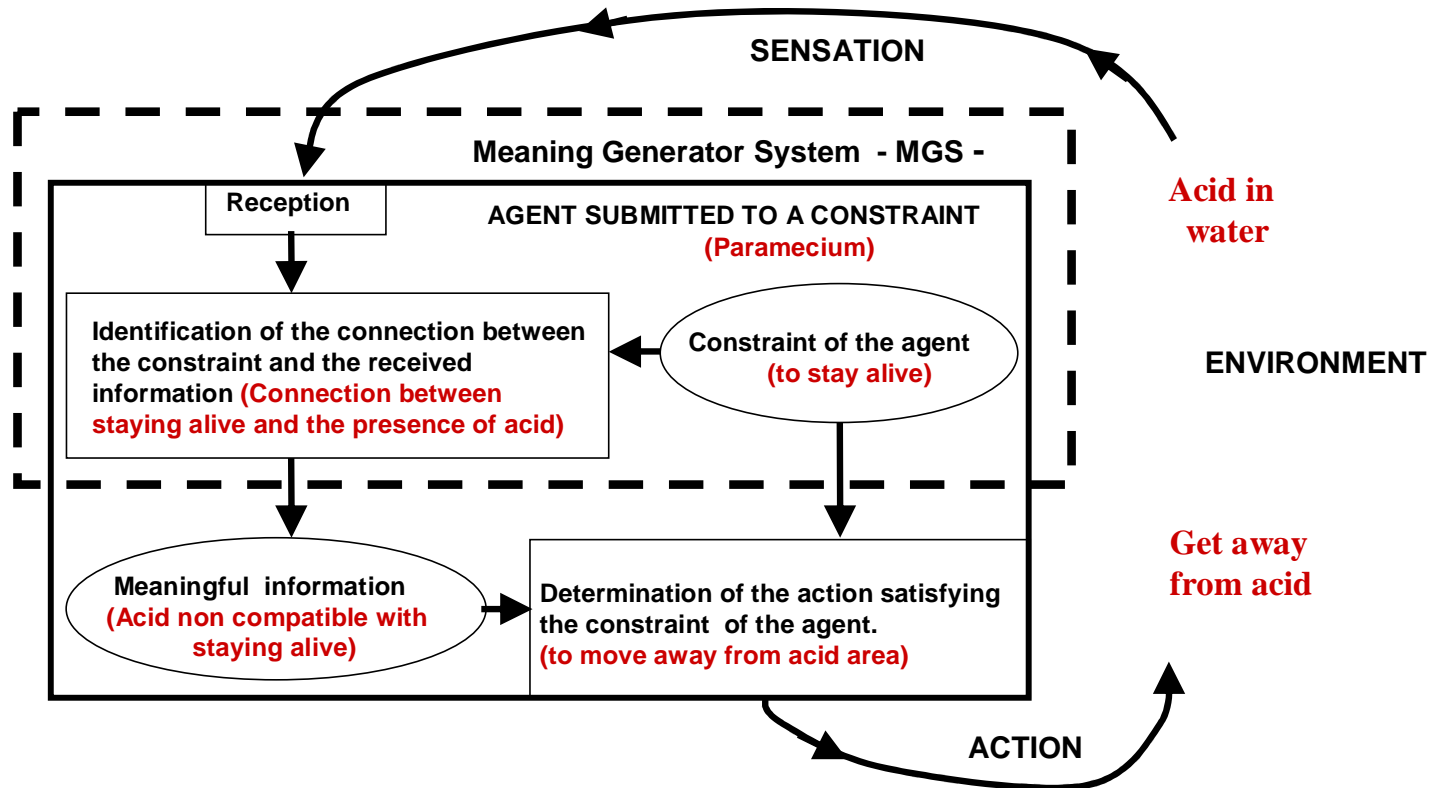 SENSATION
Meaning Generator System - MGS -
Acid in
water
Reception
AGENT SUBMITTED TO A CONSTRAINT
(Paramecium)
Identification of the connection between
the constraint and the received
information (Connection between
staying alive and the presence of acid)
Constraint of the agent
(to stay alive)
ENVIRONMENT
Meaningful information
(Acid non compatible with
staying alive)
Determination of the action satisfying
the constraint of the agent.
(to move away from acid area)
Get away
from acid
ACTION